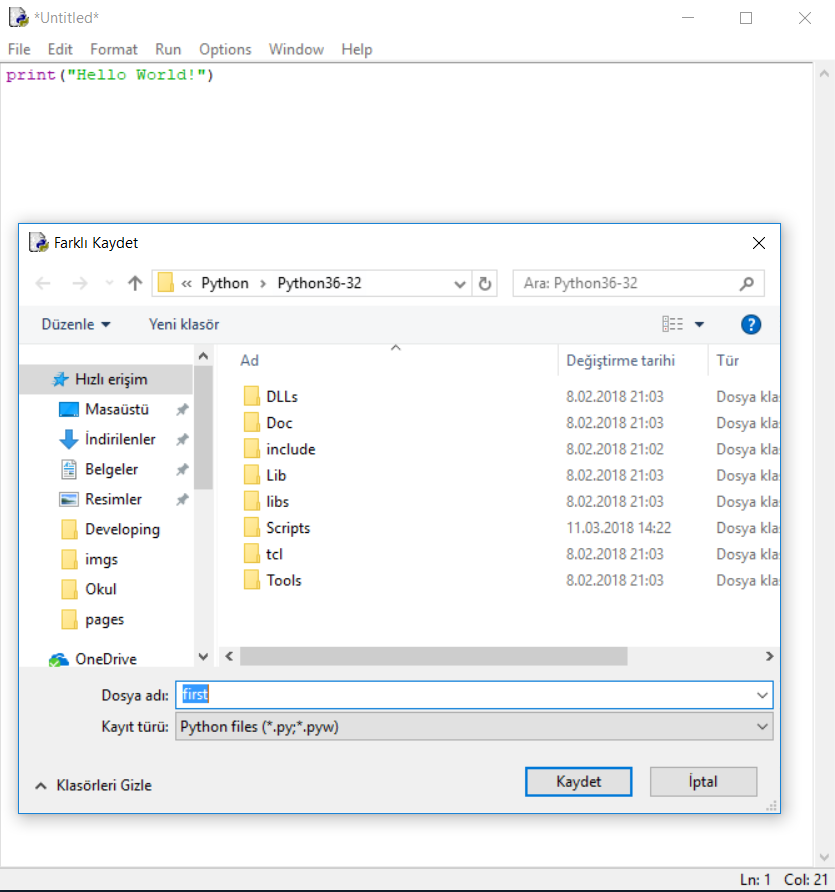 *Untitled*
File Edit Format Run Options Window Help
print("Hello World!")
Farklı Kaydet
« Python › Python36-32 Ara: Python36-32
Düzenle Yeni klasör
Ad Değiştirme tarihi Tür
Hızlı erişim
Masaüstü
İndirilenler
Belgeler
Resimler
Developing
imgs
Okul
pages
OneDrive
DLLs 8.02.2018 21:03 Dosya kla
Doc 8.02.2018 21:03 Dosya kla
include 8.02.2018 21:02 Dosya kla
Lib 8.02.2018 21:03 Dosya kla
libs 8.02.2018 21:03 Dosya kla
Scripts 11.03.2018 14:22 Dosya kla
tcl 8.02.2018 21:03 Dosya kla
Tools 8.02.2018 21:03 Dosya kla
Dosya adı: first
Kayıt türü: Python files (*.py;*.pyw)
Klasörleri Gizle Kaydet İptal
Ln: 1 Col: 21